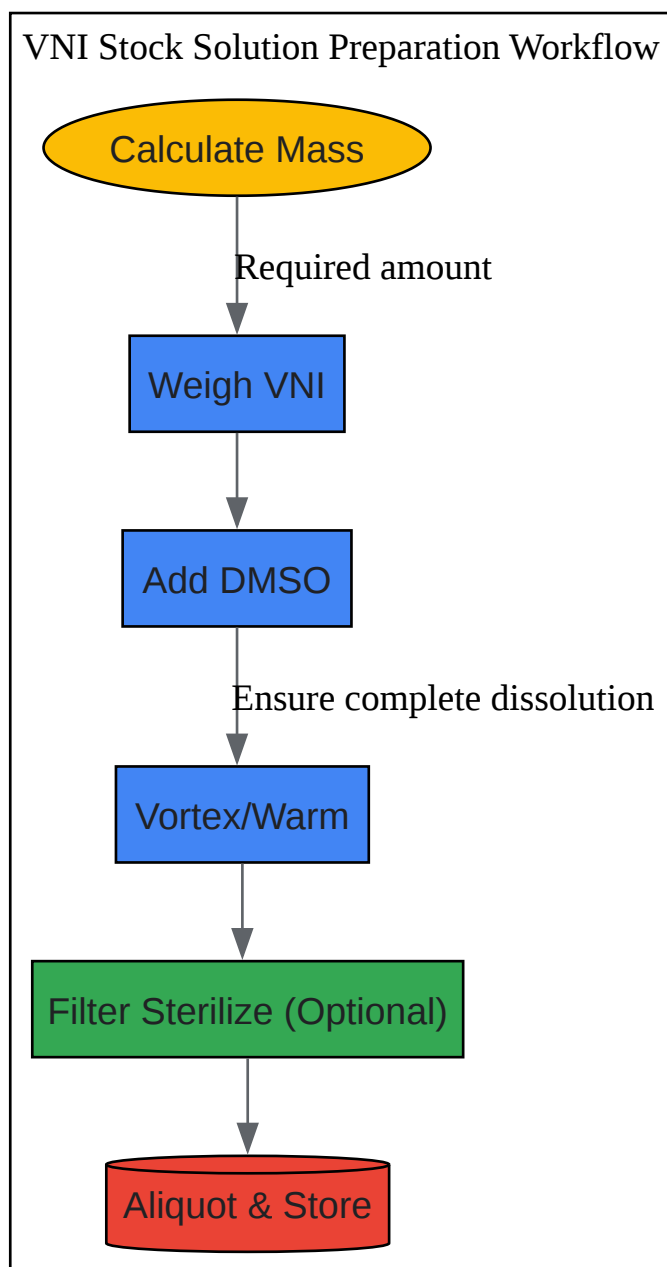 VNI Stock Solution Preparation Workflow
Calculate Mass
Required amount
Weigh VNI
Add DMSO
Ensure complete dissolution
Vortex/Warm
Filter Sterilize (Optional)
Aliquot & Store